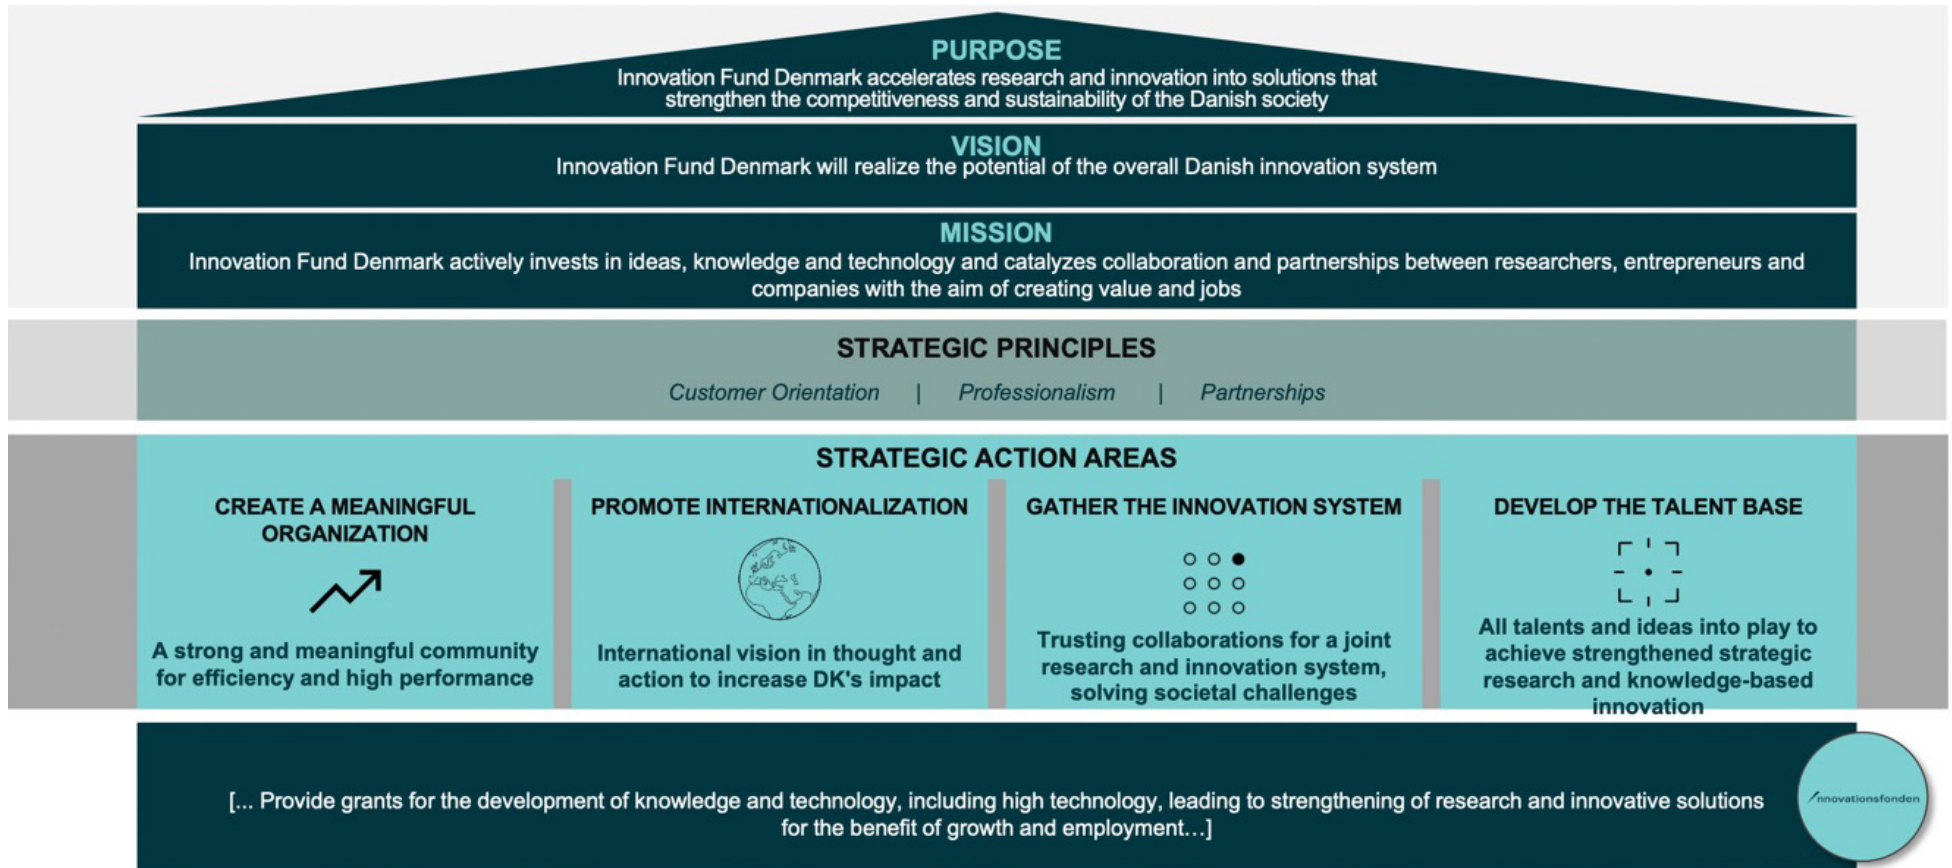 PURPOSE
Innovation Fund Denmark accelerates research and innovation into solutions that
strengthen the competitiveness and sustainability of the Danish society
VISION
Innovation Fund Denmark will realize the potential of the overall Danish innovation system
MISSION
Innovation Fund Denmark actively invests in ideas, knowledge and technology and catalyzes collaboration and partnerships between researchers, entrepreneurs and
companies with the aim of creating value and jobs
STRATEGIC PRINCIPLES
Customer Orientation | Professionalism | Partnerships
STRATEGIC ACTION AREAS
CREATE A MEANINGFUL
ORGANIZATION
A strong and meaningful community
for efficiency and high performance
PROMOTE INTERNATIONALIZATION
International vision in thought and
action to increase DK's impact
GATHER THE INNOVATION SYSTEM
Trusting collaborations for a joint
research and innovation system,
solving societal challenges
DEVELOP THE TALENT BASE
All talents and ideas into play to
achieve strengthened strategic
research and knowledge-based
innovation
[... Provide grants for the development of knowledge and technology, including high technology, leading to strengthening of research and innovative solutions
for the benefit of growth and employment...]
Innovationsfonden